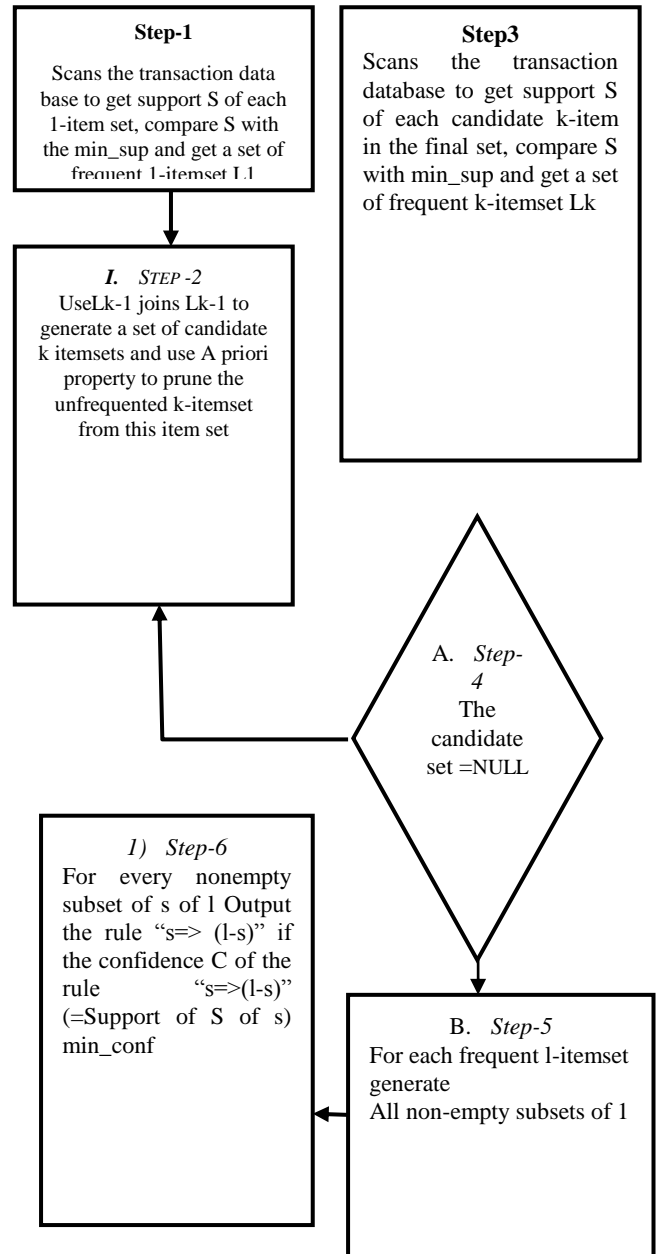 Step-1
Scans the transaction data
base to get support S of each
1-item set, compare S with
the min_sup and get a set of
frequent 1-itemset L1
I. STEP -2
UseLk-1 joins Lk-1 to
generate a set of candidate
k itemsets and use A priori
property to prune the
unfrequented k-itemset
from this item set
Step3
Scans the transaction
database to get support S
of each candidate k-item
in the final set, compare S
with min_sup and get a set
of frequent k-itemset Lk
A. Step-
4
The
candidate
set =NULL
B. Step-5
For each frequent l-itemset
generate
All non-empty subsets of 1
1) Step-6
For every nonempty
subset of s of l Output
the rule “s=> (l-s)” if
the confidence C of the
rule “s=>(l-s)”
(=Support of S of s)
min_conf